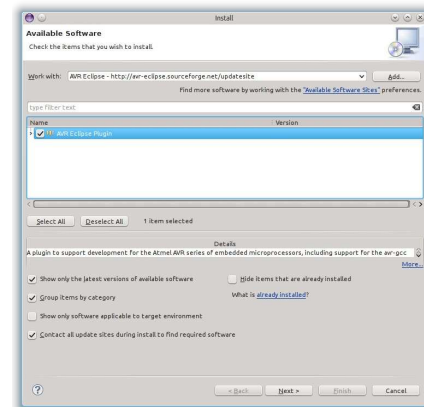 Install
Available Software
Check the items that you wish to install.
Work with: AVR Eclipse - http://avr-eclipse.sourceforge.net/updatesite Add...
Find more software by working with the "Available Software Sites" preferences.
type filter text
Name Version
AVR Eclipse Plugin
Select All Deselect All 1 item selected
Details
A plugin to support development for the Atmel AVR series of embedded microprocessors, including support for the avr-gcc
More...
Show only the latest versions of available software Hide items that are already installed
Group items by category What is already installed?
Show only software applicable to target environment
Contact all update sites during install to find required software
? < Back Next > Finish Cancel